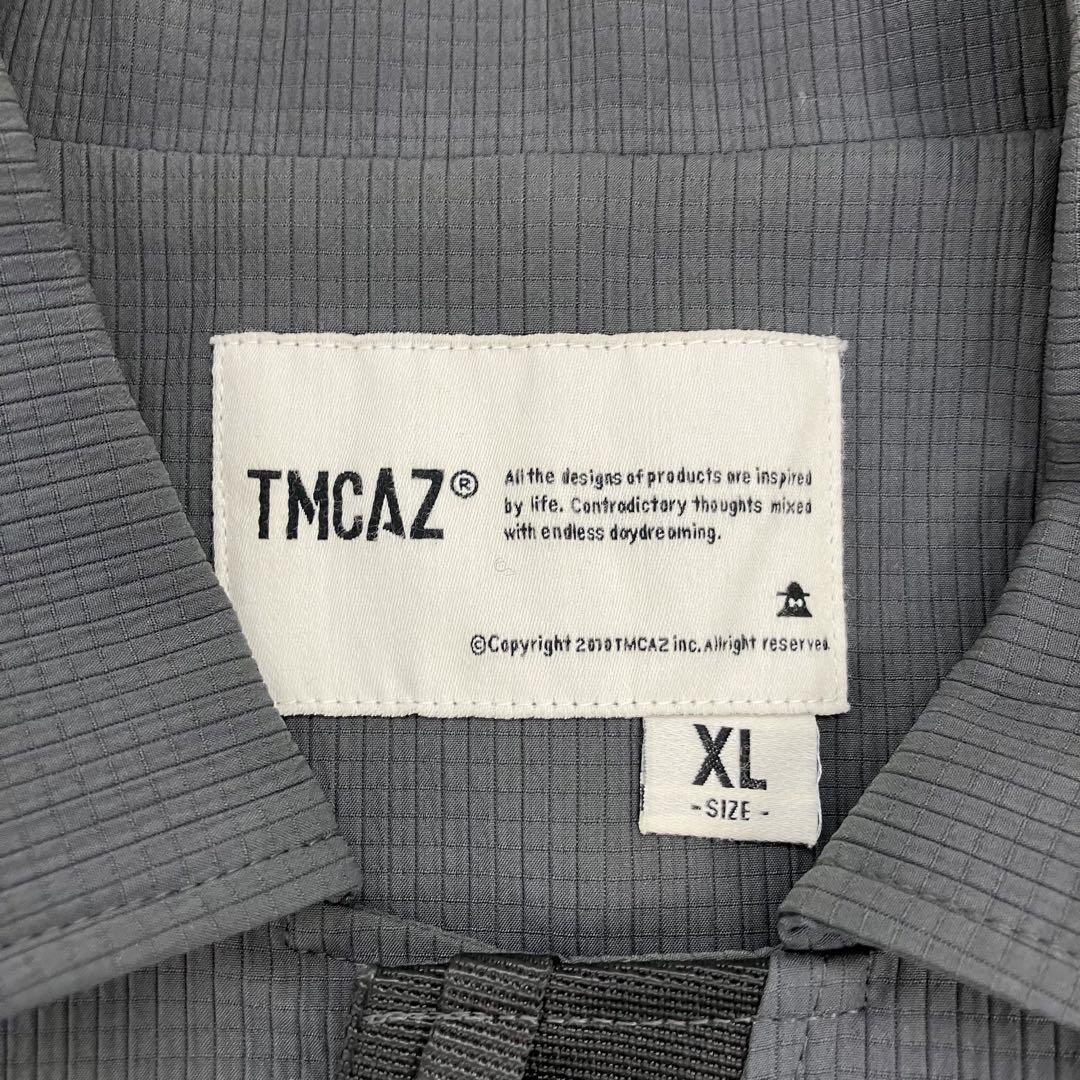 TMCAZ®
All the designs of products are inspired
by life. Contradictory thoughts mixed
with endless daydreaming.
©Copyright 2010 TMCAZ inc. Allright reserved.
XL
- SIZE -